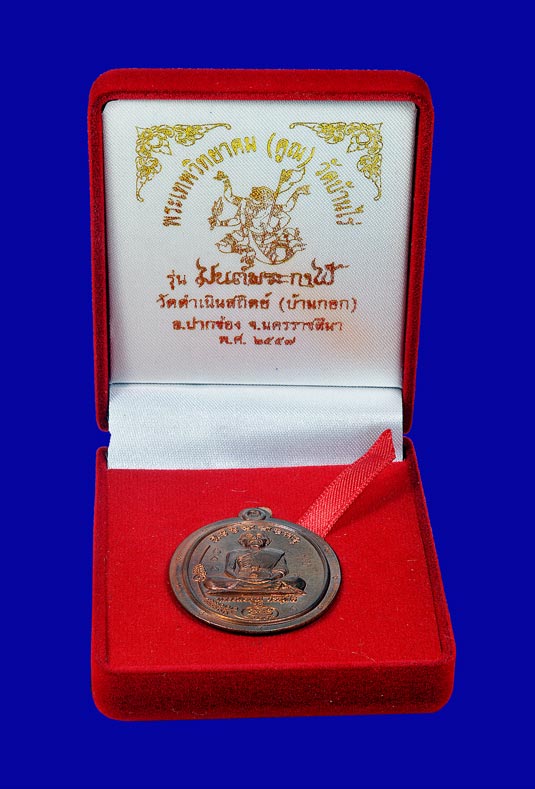 พระเทพวิทยาคม (คูณ) วัดบ้านไร่
รุ่น มนต์พระกาฬ
วัดดำเนินสถิตย์ (บ้านกอก)
อ.ปากช่อง จ.นครราชสีมา
พ.ศ. ๒๕๕๗